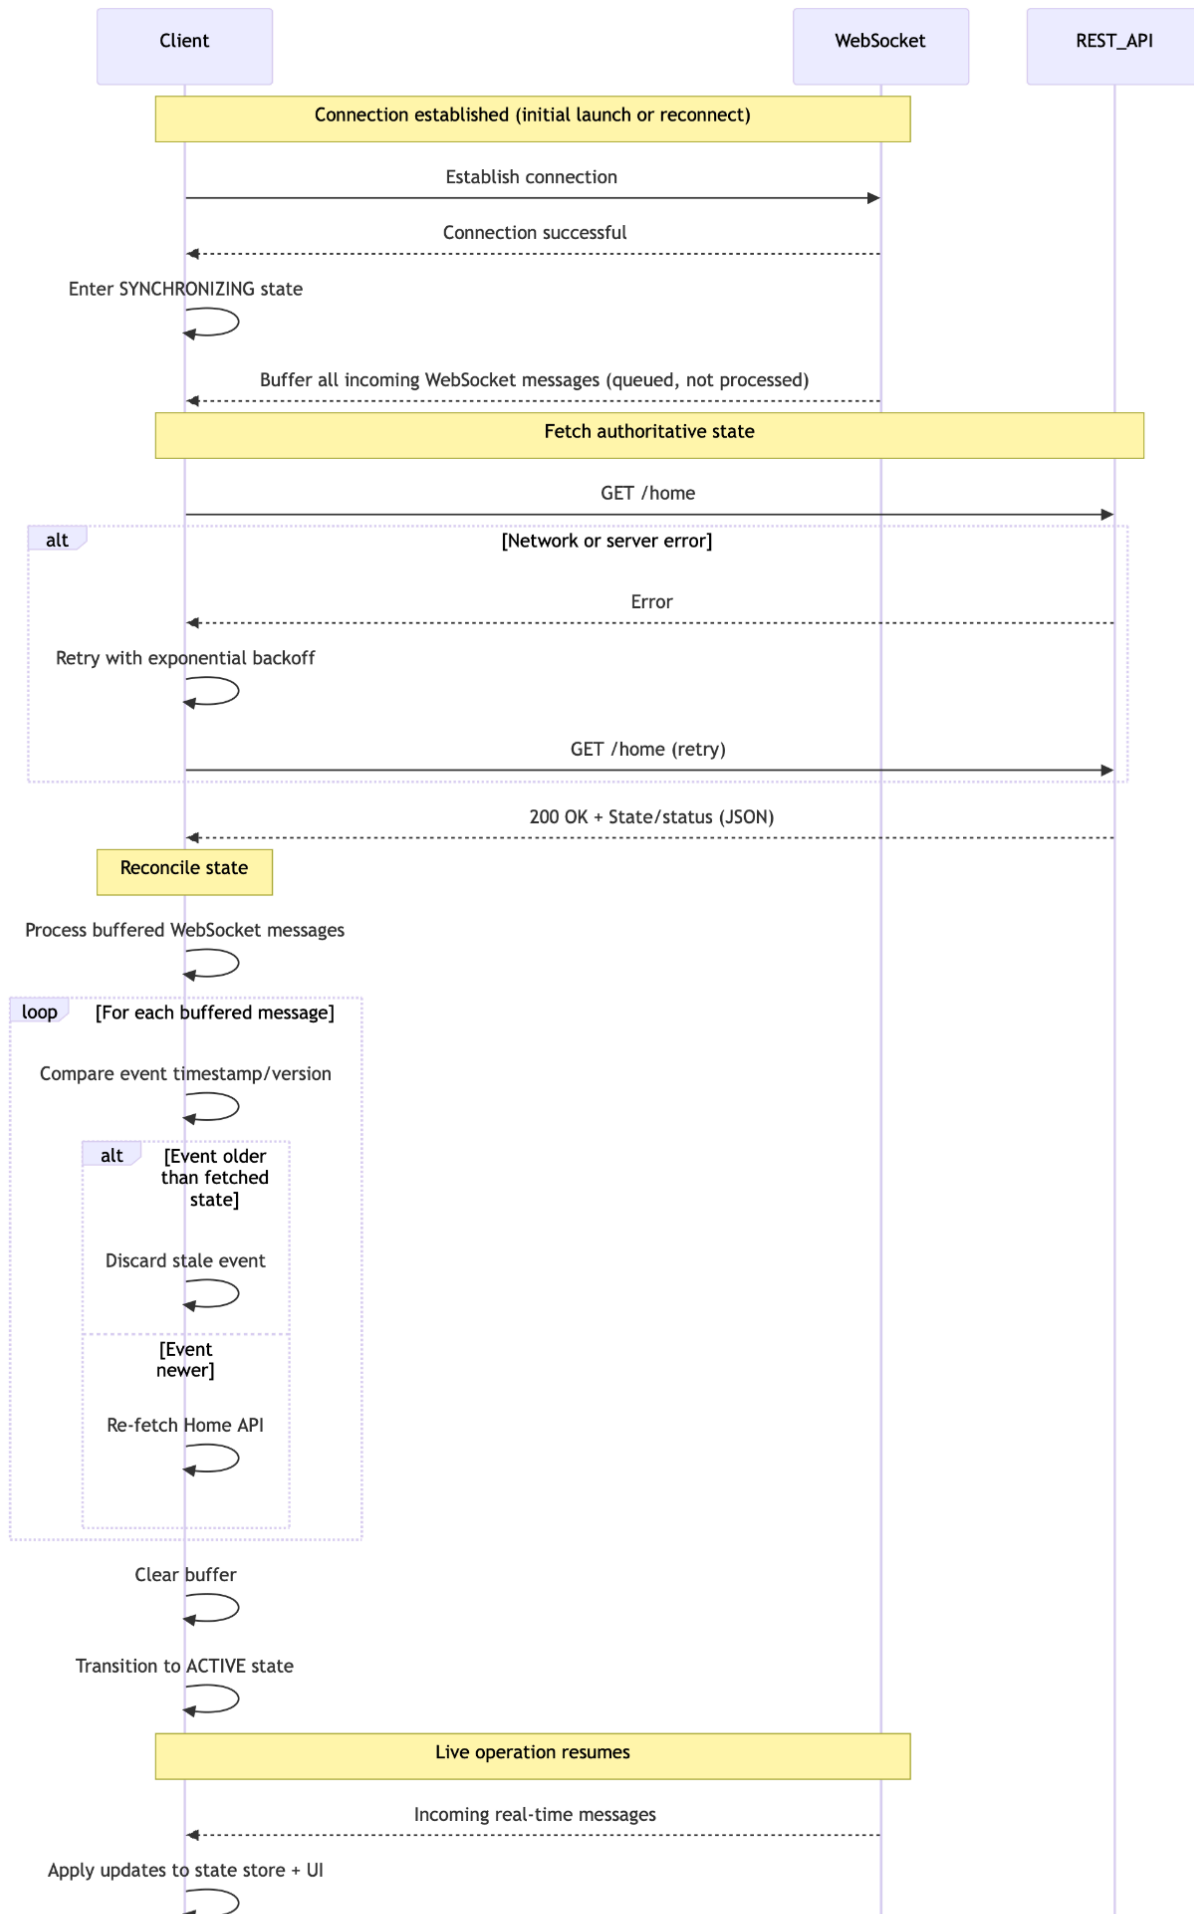 Client
WebSocket
REST_API
Connection established (initial launch or reconnect)
Establish connection
Connection successful
Enter SYNCHRONIZING state
Buffer all incoming WebSocket messages (queued, not processed)
Fetch authoritative state
GET /home
alt
[Network or server error]
Error
Retry with exponential backoff
GET /home (retry)
200 OK + State/status (JSON)
Reconcile state
Process buffered WebSocket messages
loop
[For each buffered message]
Compare event timestamp/version
alt
[Event older
than fetched
state]
Discard stale event
[Event
newer]
Re-fetch Home API
Clear buffer
Transition to ACTIVE state
Live operation resumes
Incoming real-time messages
Apply updates to state store + UI